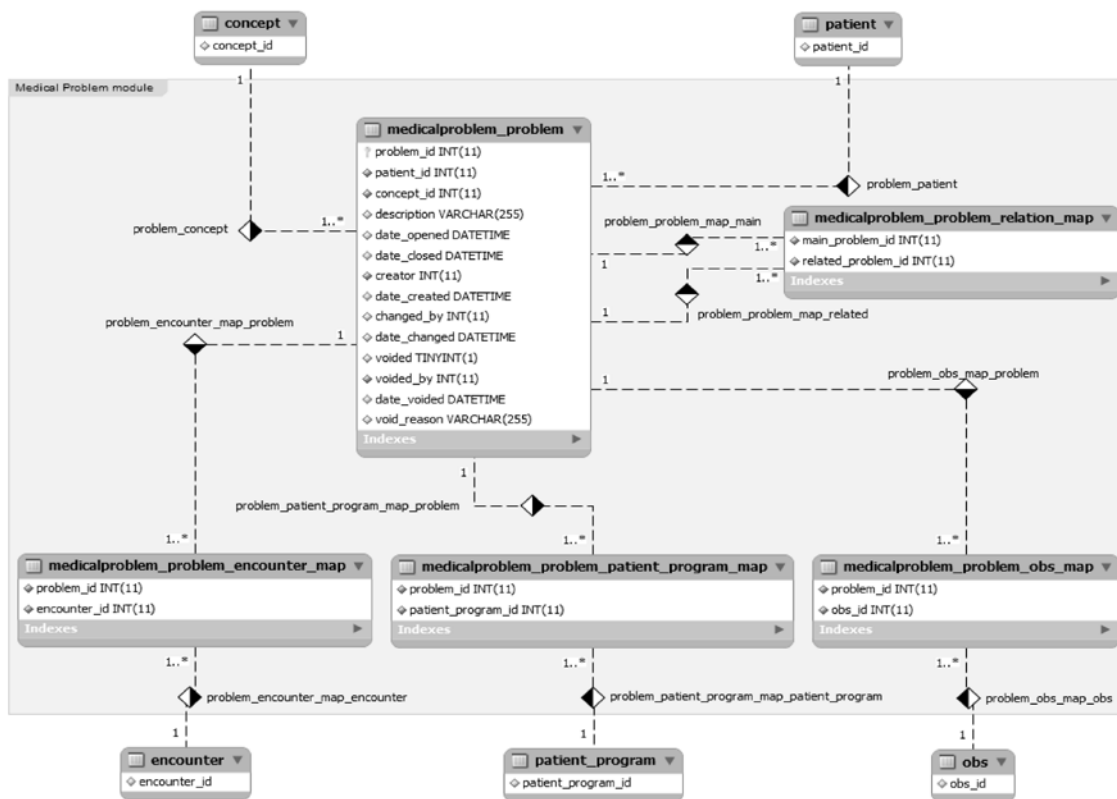 concept
concept_id
patient
patient_id
1
1
Medical Problem module
medicalproblem_problem
problem_id INT(11)
patient_id INT(11)
concept_id INT(11)
description VARCHAR(255)
date_opened DATETIME
date_closed DATETIME
creator INT(11)
date_created DATETIME
changed_by INT(11)
date_changed DATETIME
voided TINYINT(1)
voided_by INT(11)
date_voided DATETIME
void_reason VARCHAR(255)
Indexes
1..*
problem_patient
problem_concept
1..*
problem_problem_map_main
1..*
1
medicalproblem_problem_relation_map
main_problem_id INT(11)
related_problem_id INT(11)
Indexes
1..*
1
problem_problem_map_related
problem_encounter_map_problem
1
problem_obs_map_problem
1
1
problem_patient_program_map_problem
1..*
1..*
1..*
medicalproblem_problem_encounter_map
problem_id INT(11)
encounter_id INT(11)
Indexes
medicalproblem_problem_patient_program_map
problem_id INT(11)
patient_program_id INT(11)
Indexes
medicalproblem_problem_obs_map
problem_id INT(11)
obs_id INT(11)
Indexes
1..*
1..*
1..*
problem_encounter_map_encounter
problem_patient_program_map_patient_program
problem_obs_map_obs
1
1
1
encounter
encounter_id
patient_program
patient_program_id
obs
obs_id